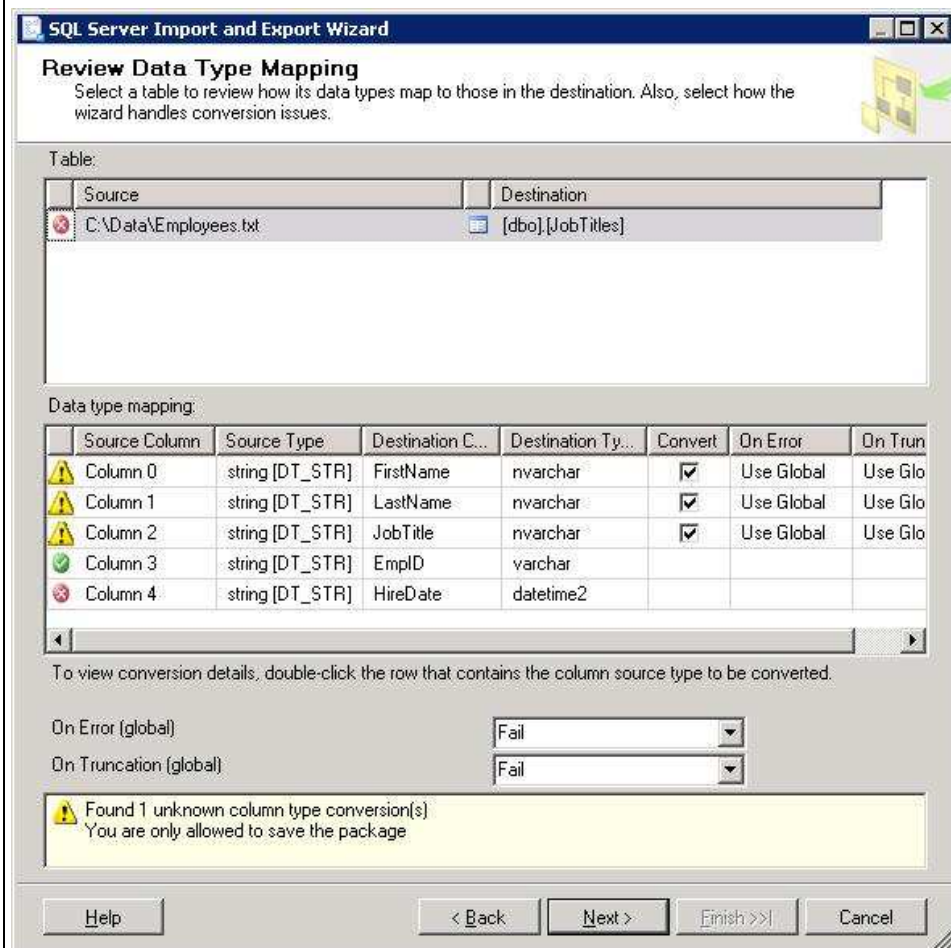 SQL Server Import and Export Wizard
Review Data Type Mapping
Select a table to review how its data types map to those in the destination. Also, select how the
wizard handles conversion issues.
Table:
Source Destination
C:\Data\Employees.txt [dbo].[JobTitles]
Data type mapping:
Source Column Source Type Destination C... Destination Ty... Convert On Error On Trun
Column 0 string [DT_STR] FirstName nvarchar Use Global Use Glo
Column 1 string [DT_STR] LastName nvarchar Use Global Use Glo
Column 2 string [DT_STR] JobTitle nvarchar Use Global Use Glo
Column 3 string [DT_STR] EmpID varchar
Column 4 string [DT_STR] HireDate datetime2
To view conversion details, double-click the row that contains the column source type to be converted.
On Error (global) Fail
On Truncation (global) Fail
Found 1 unknown column type conversion(s)
You are only allowed to save the package
Help < Back Next > Finish >>| Cancel